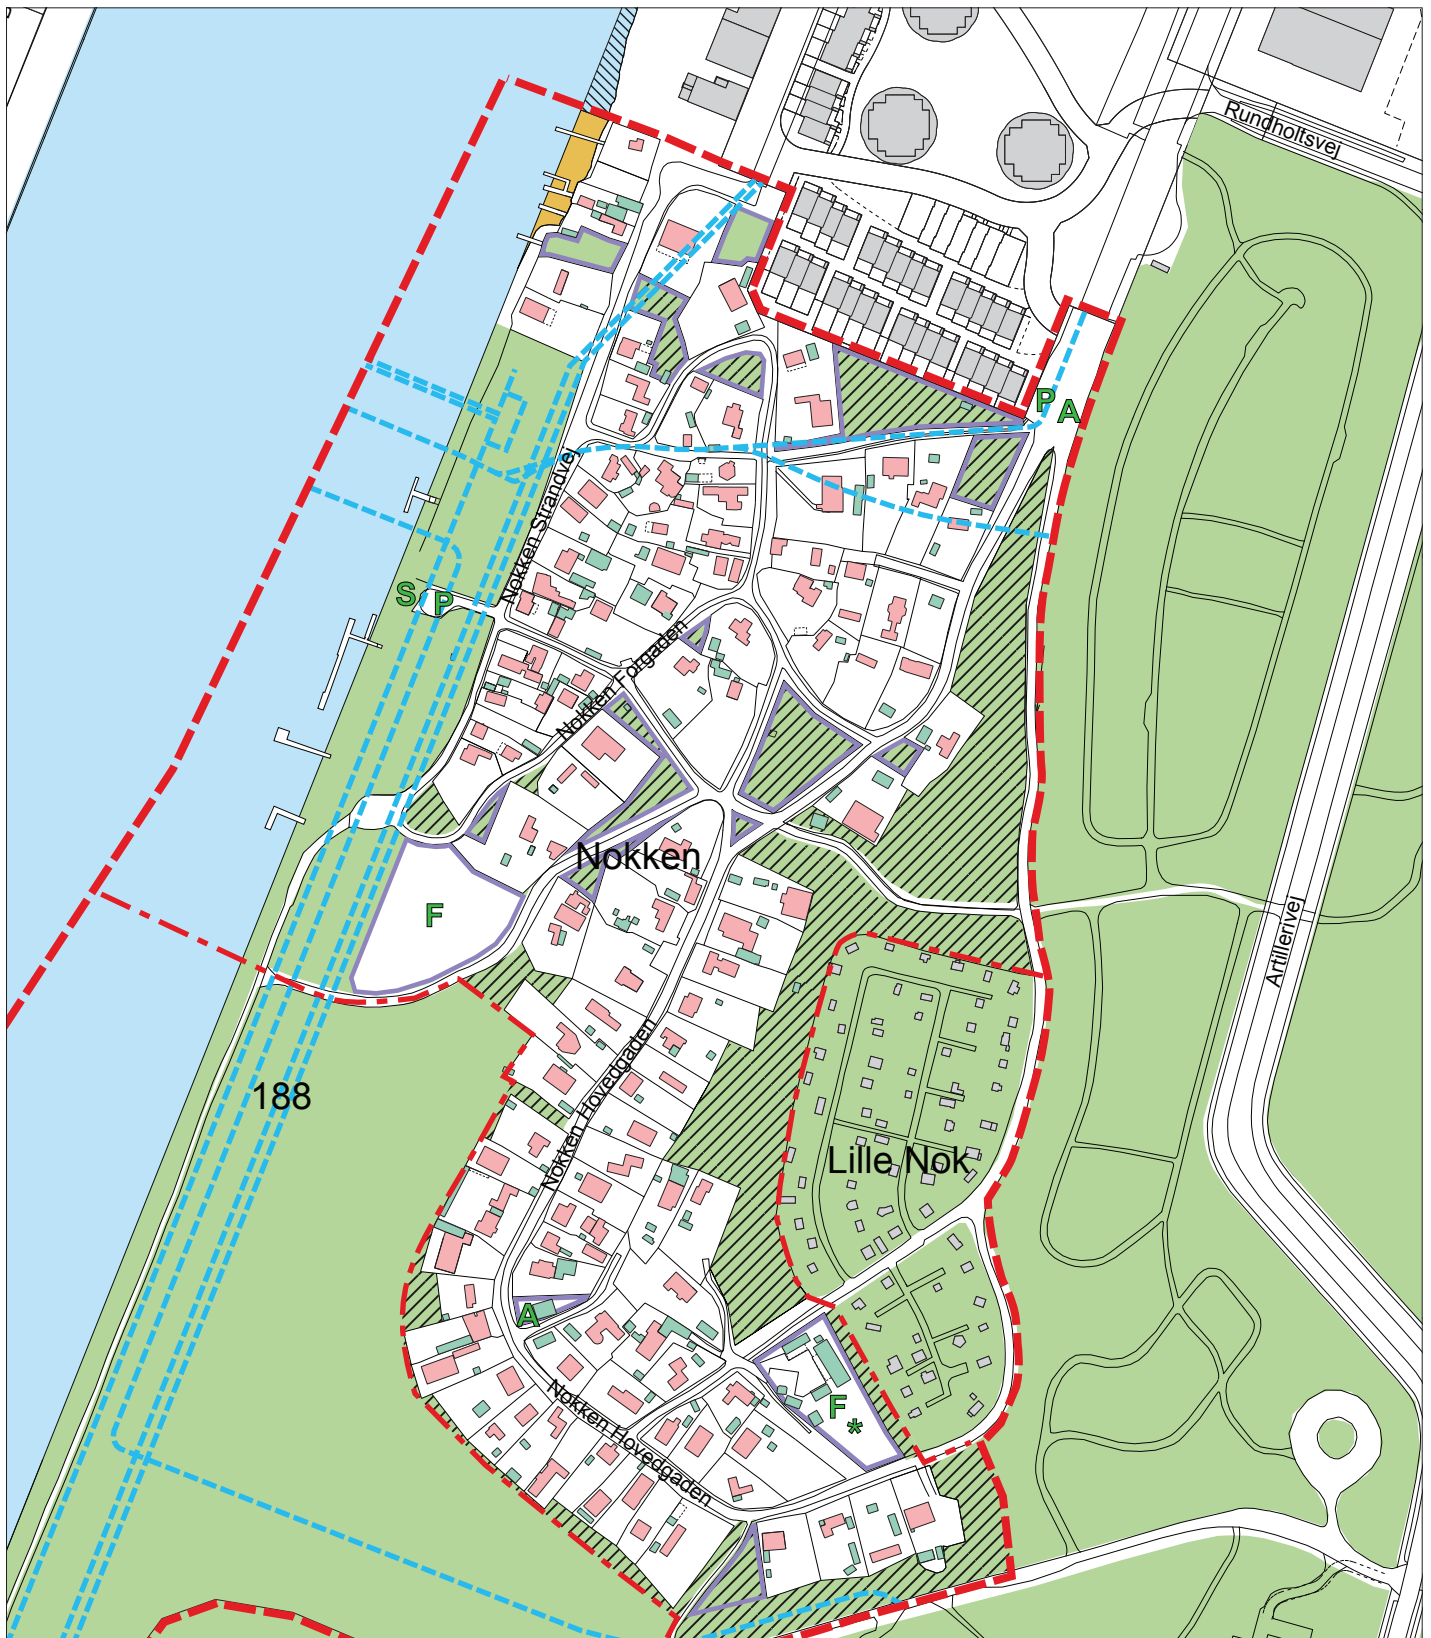 Rundholtsvej
P
A
Nokken Strandvej
S
P
Nokken Forgaden
Nokken
F
Artillerivej
188
Nokken Hovedgaden
Lille Nok
A
Nokken Hovedgaden
F
*